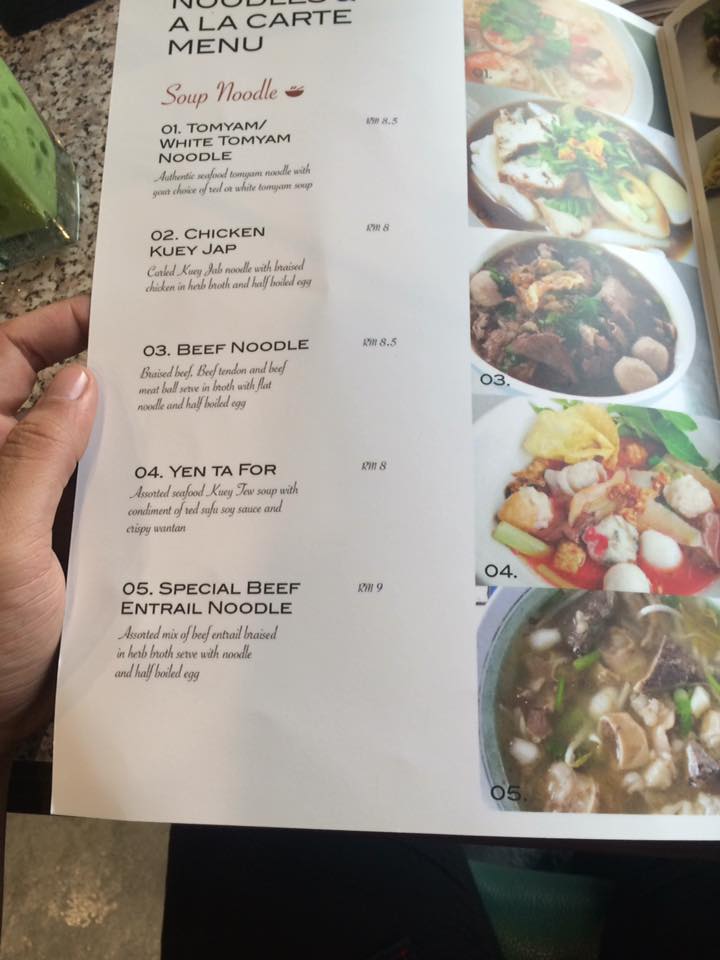 NOODLES &
A LA CARTE
MENU
Soup Noodle
01. TOMYAM/ RM 8.5
WHITE TOMYAM
NOODLE
Authentic seafood tomyam noodle with
your choice of red or white tomyam soup
02. CHICKEN RM 8
KUEY JAP
Curled Kuey Jab noodle with braised
chicken in herb broth and half boiled egg
03. BEEF NOODLE RM 8.5
Braised beef, Beef tendon and beef
meat ball serve in broth with flat
noodle and half boiled egg
04. YEN TA FOR RM 8
Assorted seafood Kuey Tew soup with
condiment of red sufu soy sauce and
crispy wantan
05. SPECIAL BEEF RM 9
ENTRAIL NOODLE
Assorted mix of beef entrail braised
in herb broth serve with noodle
and half boiled egg
01.
03.
04.
05.